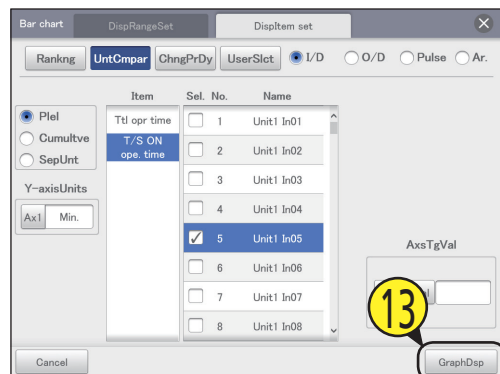 Bar chart
DispRangeSet
DispItem set
Rankng
UntCmpar
ChngPrDy
UserSlct
I/D
O/D
Pulse
Ar.
Item
Sel. No. Name
Plel
Cumultve
SepUnt
Y-axisUnits
Ax1 Min.
Ttl opr time
T/S ON
ope. time
1 Unit1 In01
2 Unit1 In02
3 Unit1 In03
4 Unit1 In04
5 Unit1 In05
6 Unit1 In06
7 Unit1 In07
8 Unit1 In08
AxsTgVal
13
Cancel
GraphDsp